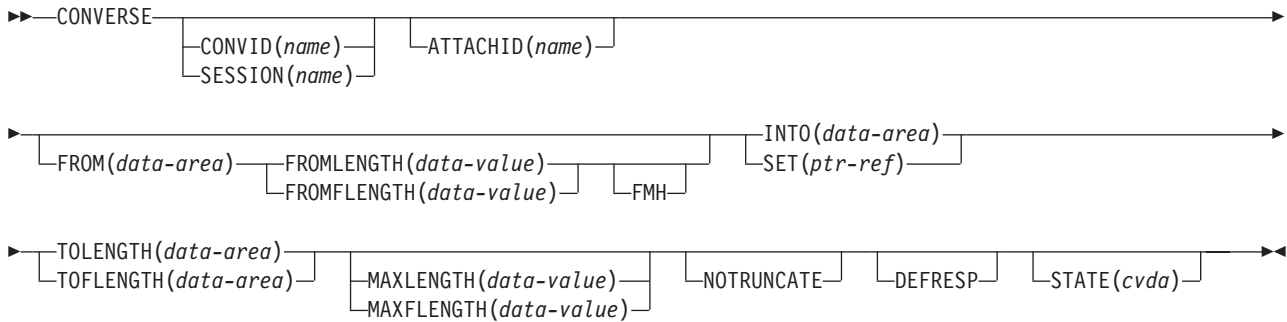 CONVERSE
CONVID(name) ATTACHID(name)
SESSION(name)
INTO(data-area)
FROM(data-area) FROMLENGTH(data-value) SET(ptr-ref)
FROMFLENGTH(data-value) FMH
TOLENGTH(data-area)
TOFLENGTH(data-area) MAXLENGTH(data-value) NOTRUNCATE DEFRESP STATE(cvda)
MAXFLENGTH(data-value)